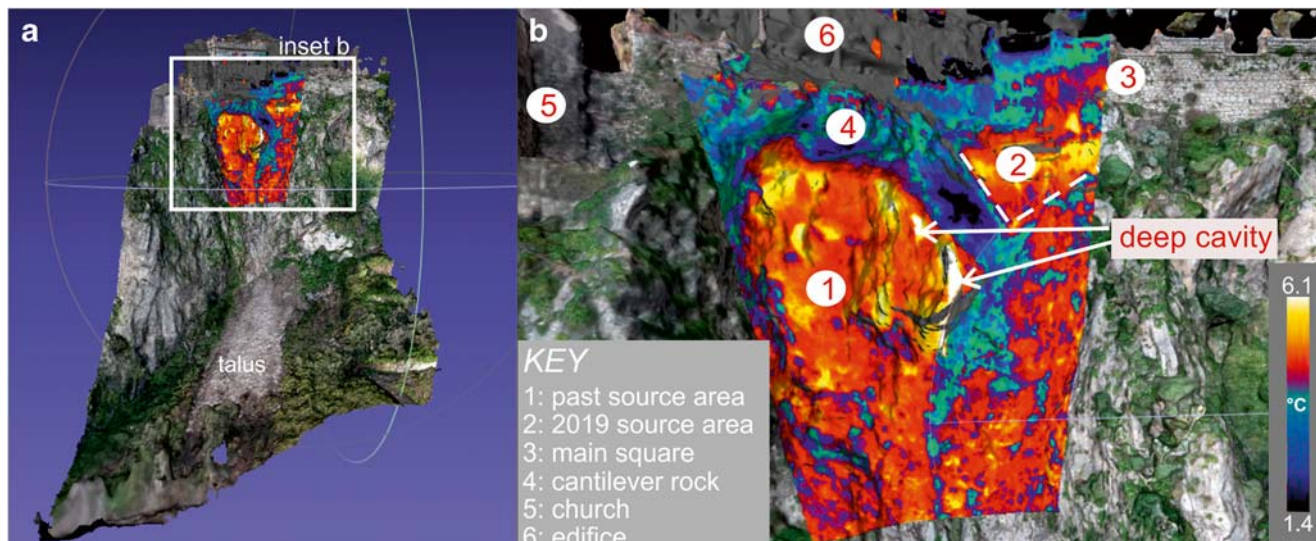 a
inset b
talus
b
6
5
3
4
2
deep cavity
1
KEY
1: past source area
2: 2019 source area
3: main square
4: cantilever rock
5: church
6: edifice
6.1
°C
1.4